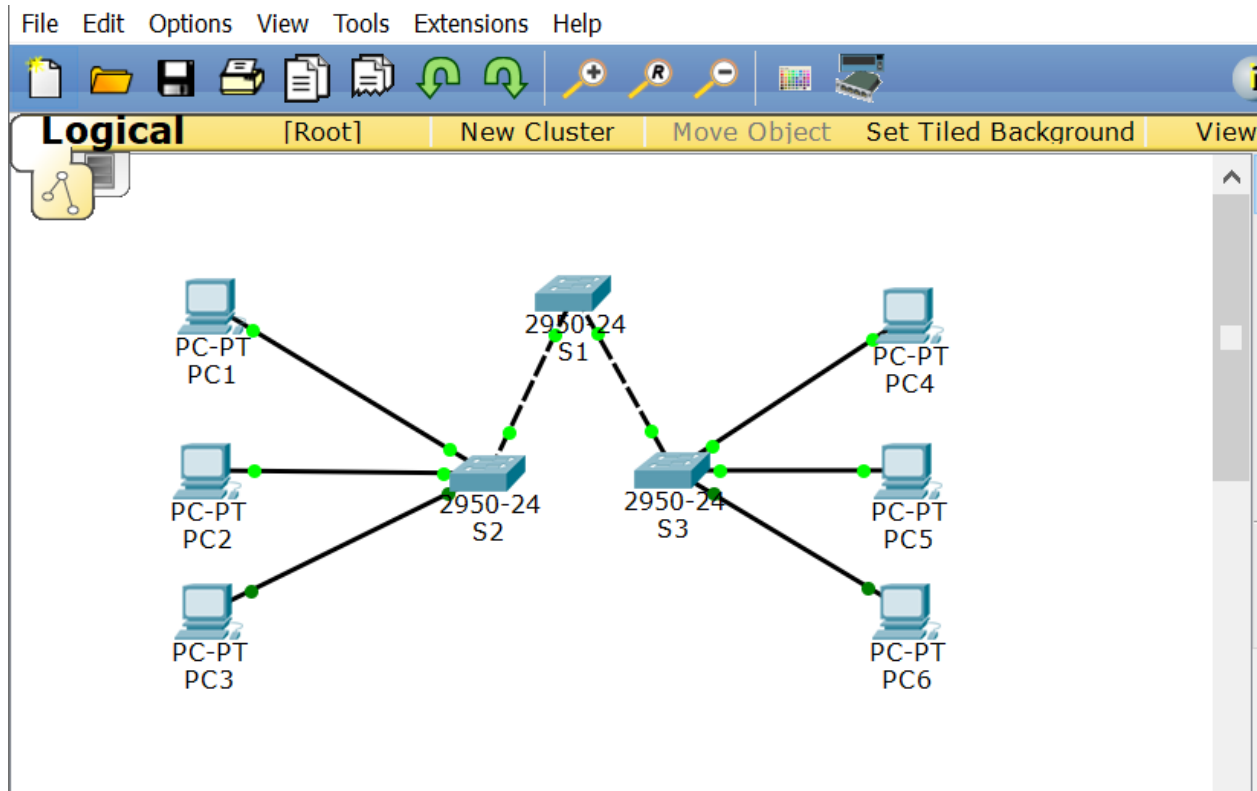 File Edit Options View Tools Extensions Help
R
i
Logical [Root] New Cluster Move Object Set Tiled Background View
2950-24
S1
PC-PT
PC1
PC-PT
PC4
2950-24
S2
2950-24
S3
PC-PT
PC2
PC-PT
PC5
PC-PT
PC3
PC-PT
PC6